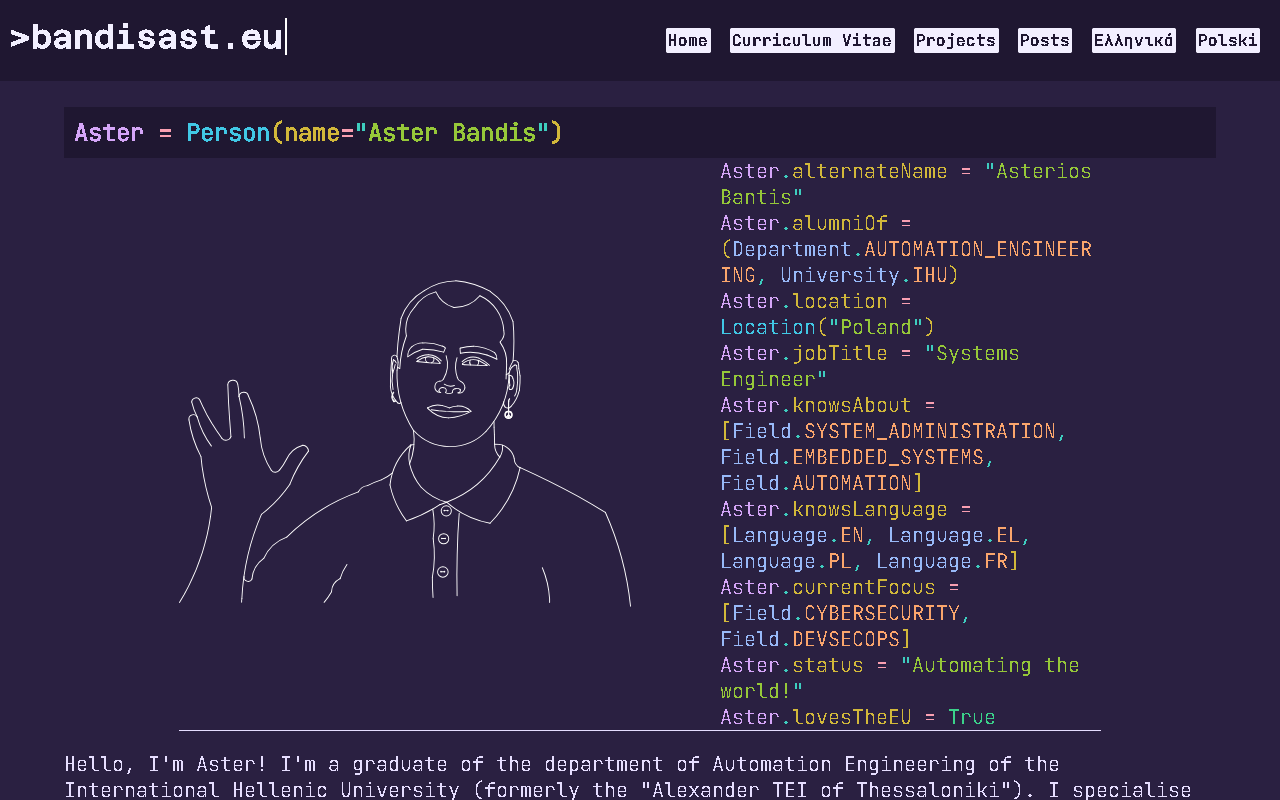 >bandisast.eu
Home Curriculum Vitae Projects Posts Ελληνικά Polski
Aster = Person(name="Aster Bandis")
Aster.alternateName = "Asterios
Bantis"
Aster.alumniOf =
(Department.AUTOMATION_ENGINEER
ING, University.IHU)
Aster.location =
Location("Poland")
Aster.jobTitle = "Systems
Engineer"
Aster.knowsAbout =
[Field.SYSTEM_ADMINISTRATION,
Field.EMBEDDED_SYSTEMS,
Field.AUTOMATION]
Aster.knowsLanguage =
[Language.EN, Language.EL,
Language.PL, Language.FR]
Aster.currentFocus =
[Field.CYBERSECURITY,
Field.DEVSECOPS]
Aster.status = "Automating the
world!"
Aster.lovesTheEU = True
Hello, I'm Aster! I'm a graduate of the department of Automation Engineering of the
International Hellenic University (formerly the "Alexander TEI of Thessaloniki"). I specialise